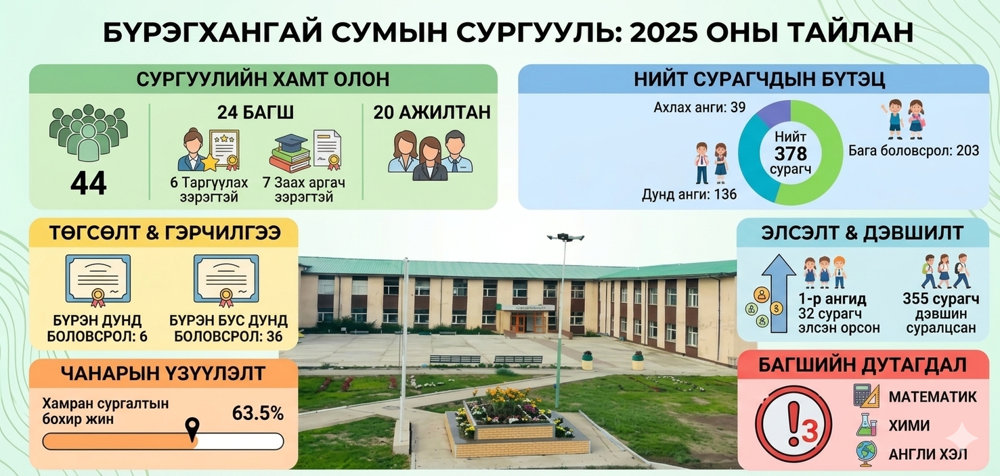 БҮРЭГХАНГАЙ СУМЫН СУРГУУЛЬ: 2025 ОНЫ ТАЙЛАН
СУРГУУЛИЙН ХАМТ ОЛОН
44
24 БАГШ
6 Таргуулах
зэрэгтэй
7 Заах аргач
зэрэгтэй
20 АЖИЛТАН
НИЙТ СУРАГЧДЫН БҮТЭЦ
Ахлах анги: 39
Нийт
378
сурагч
Бага боловсрол: 203
Дунд анги: 136
ТӨГСӨЛТ & ГЭРЧИЛГЭЭ
БҮРЭН ДУНД
БОЛОВСРОЛ: 6
БҮРЭН БУС ДУНД
БОЛОВСРОЛ: 36
ЭЛСЭЛТ & ДЭВШИЛТ
1-р ангид
32 сурагч
элсэн орсон
355 сурагч
дэвшин
суралцсан
ЧАНАРЫН ҮЗҮҮЛЭЛТ
Хамран сургалтын
бохир жин
63.5%
БАГШИЙН ДУТАГДАЛ
3
МАТЕМАТИК
ХИМИ
АНГЛИ ХЭЛ